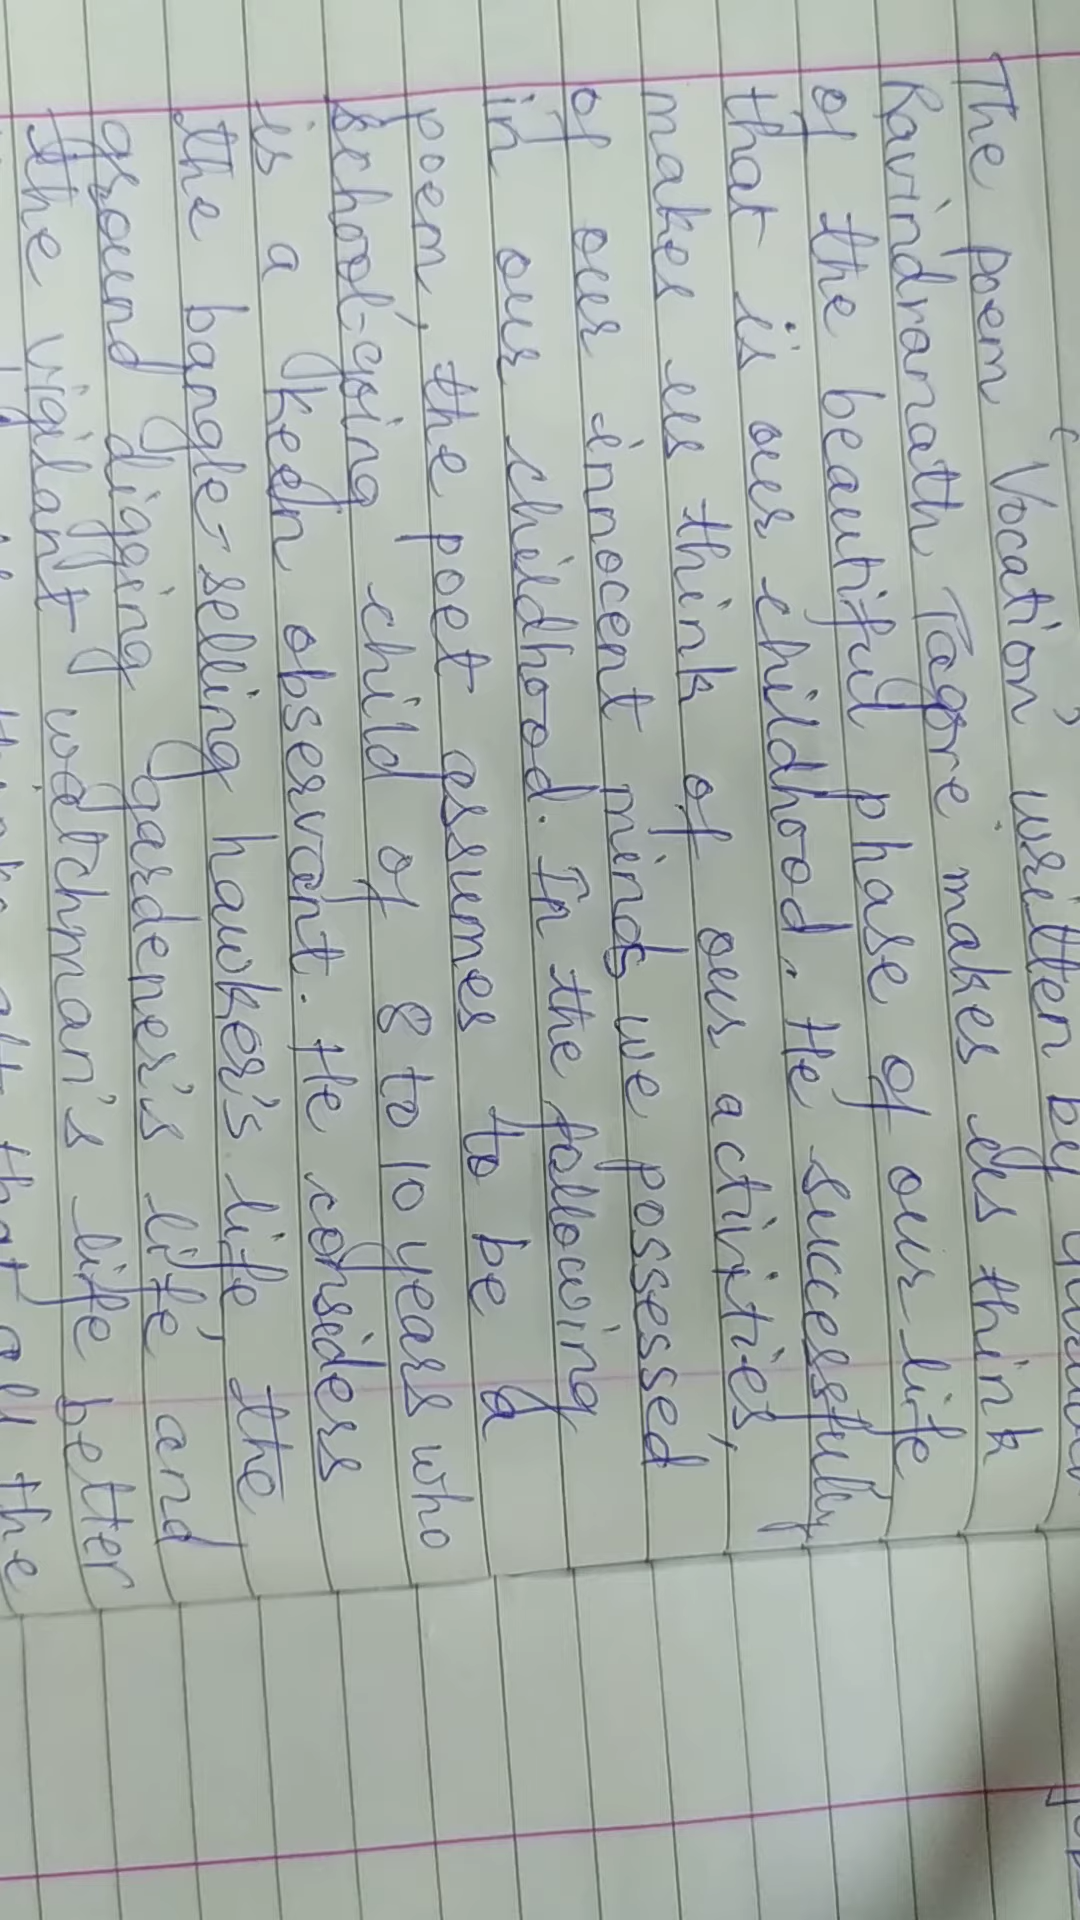 The poem 'Vocation' written by
Ravindranath Tagore makes us think
of the beautiful phase of our life
that is our childhood. He successfully
makes us think of our activities,
of our innocent minds we possessed
in our childhood. In the following
poem, the poet assumes to be a
school-going child of 8 to 10 years who
is a keen observant. He considers
the bangle-selling hawker's life, the
ground digging gardener's life and
the vigilant watchman's life better
that all the